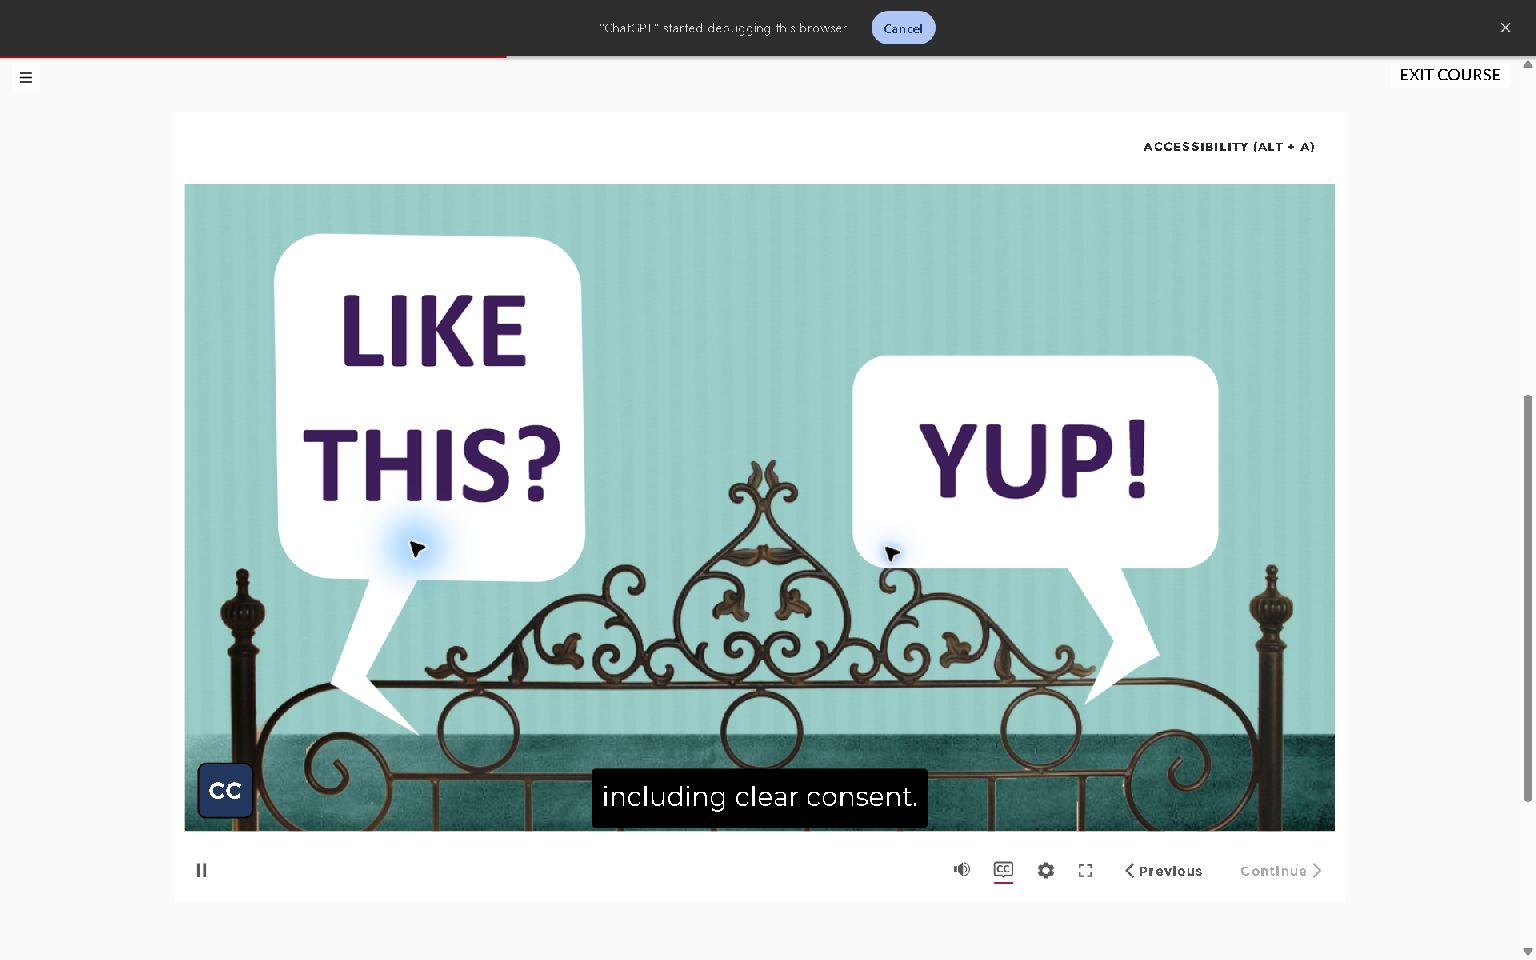 "ChatGPT" started debugging this browser
Cancel
EXIT COURSE
ACCESSIBILITY (ALT + A)
LIKE
THIS?
YUP!
CC
including clear consent.
CC
Previous
Continue